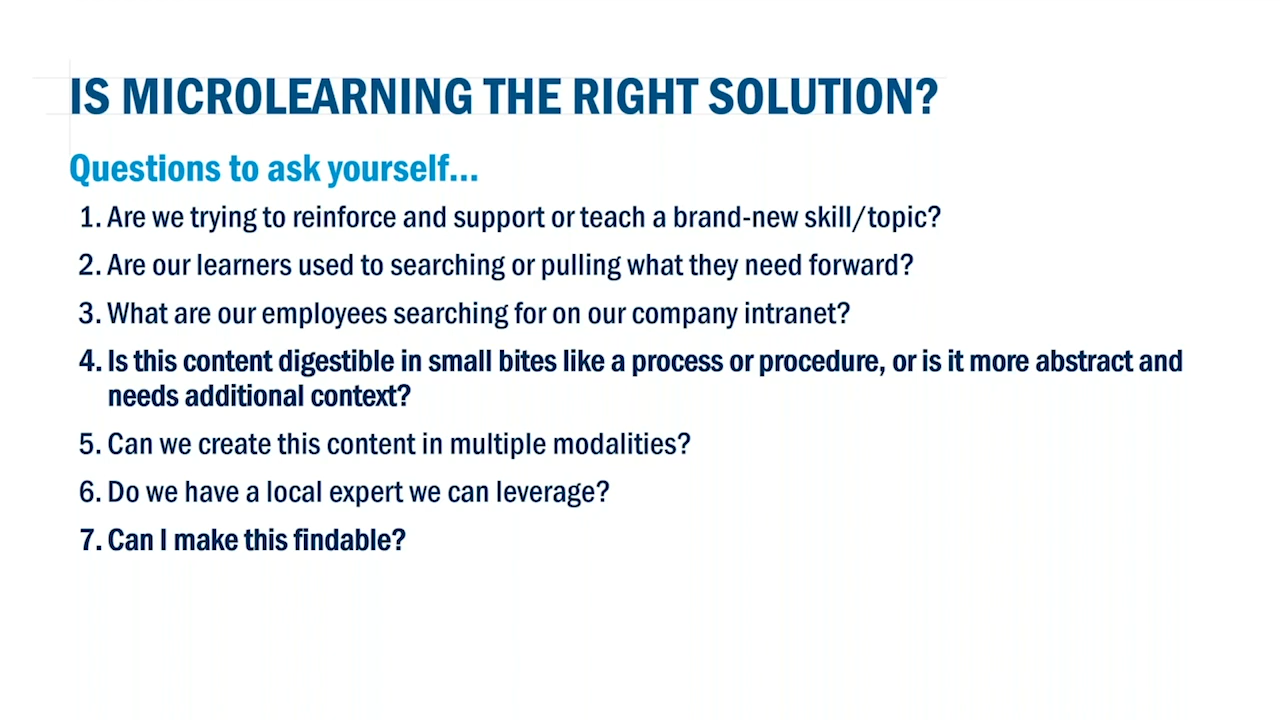 IS MICROLEARNING THE RIGHT SOLUTION?
Questions to ask yourself...
1. Are we trying to reinforce and support or teach a brand-new skill/topic?
2. Are our learners used to searching or pulling what they need forward?
3. What are our employees searching for on our company intranet?
4. Is this content digestible in small bites like a process or procedure, or is it more abstract and
needs additional context?
5. Can we create this content in multiple modalities?
6. Do we have a local expert we can leverage?
7. Can I make this findable?